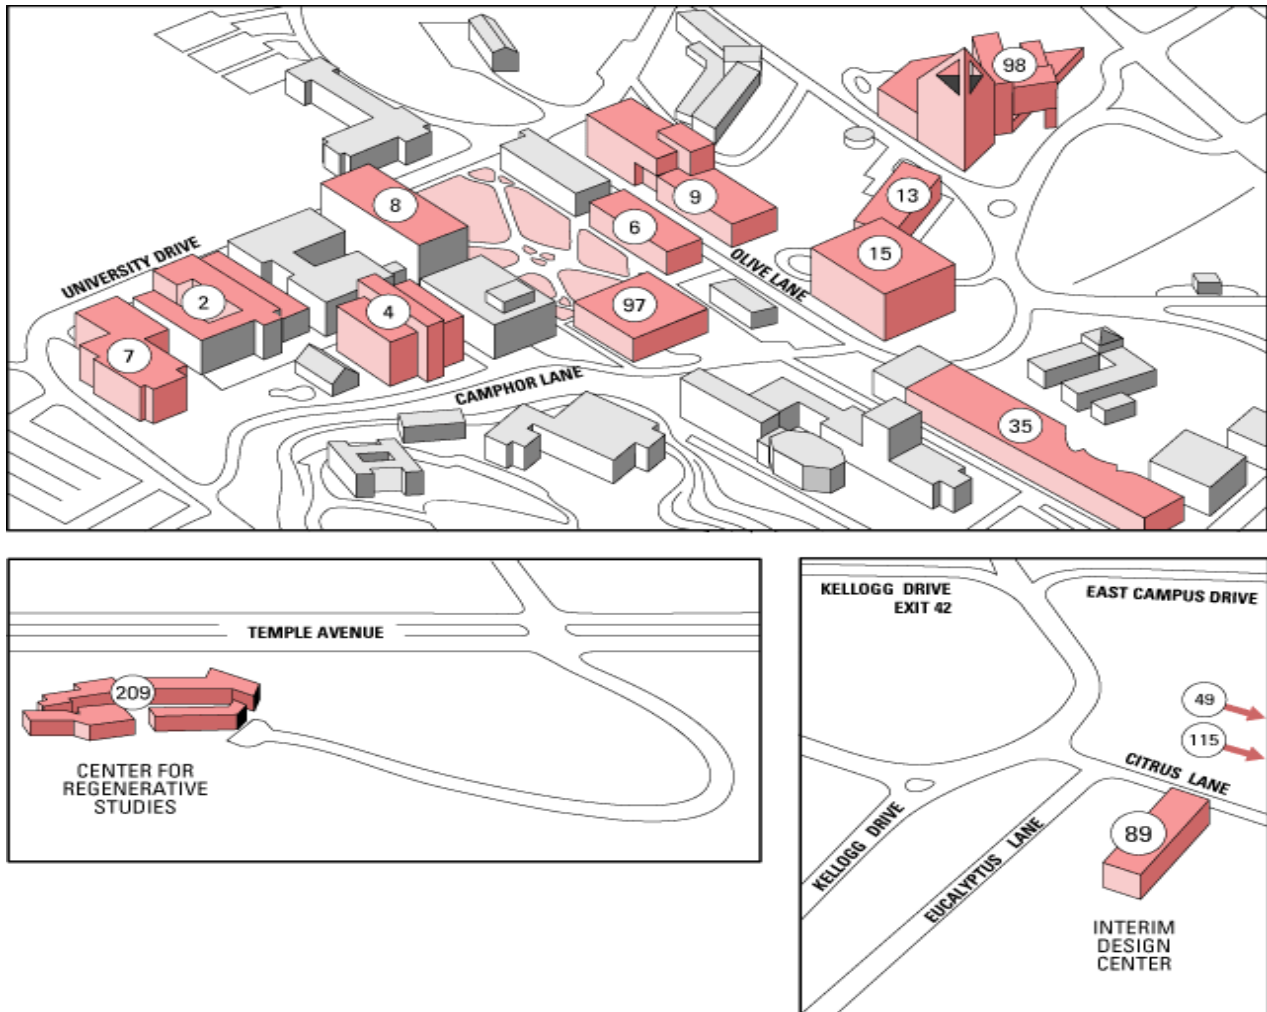 98
13
9
8
6
15
UNIVERSITY DRIVE
OLIVE LANE
2
97
4
7
CAMPHOR LANE
35
TEMPLE AVENUE
209
CENTER FOR
REGENERATIVE
STUDIES
KELLOGG DRIVE
EXIT 42
EAST CAMPUS DRIVE
49
115
CITRUS LANE
KELLOGG DRIVE
EUCALYPTUS LANE
89
INTERIM
DESIGN
CENTER